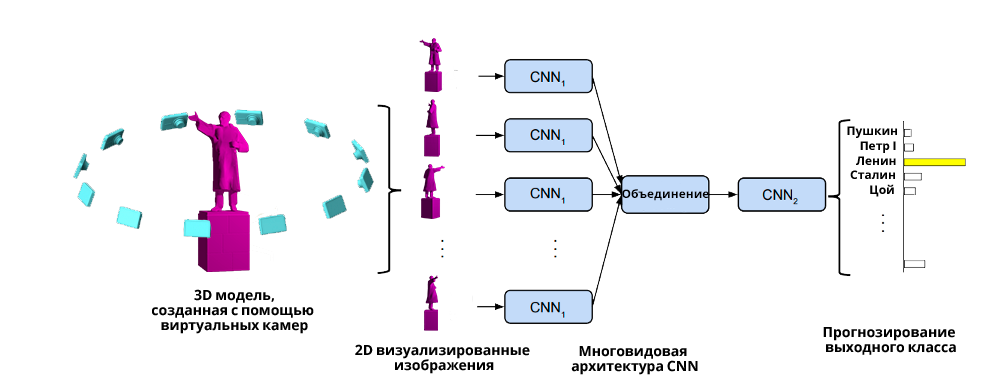 CNN1
CNN1
CNN1
CNN1
Объединение
CNN2
Пушкин
Петр I
Ленин
Сталин
Цой
3D модель,
созданная с помощью
виртуальных камер
2D визуализированные
изображения
Многовидовая
архитектура CNN
Прогнозирование
выходного класса